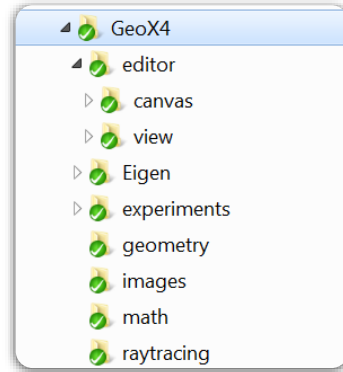 GeoX4
editor
canvas
view
Eigen
experiments
geometry
images
math
raytracing